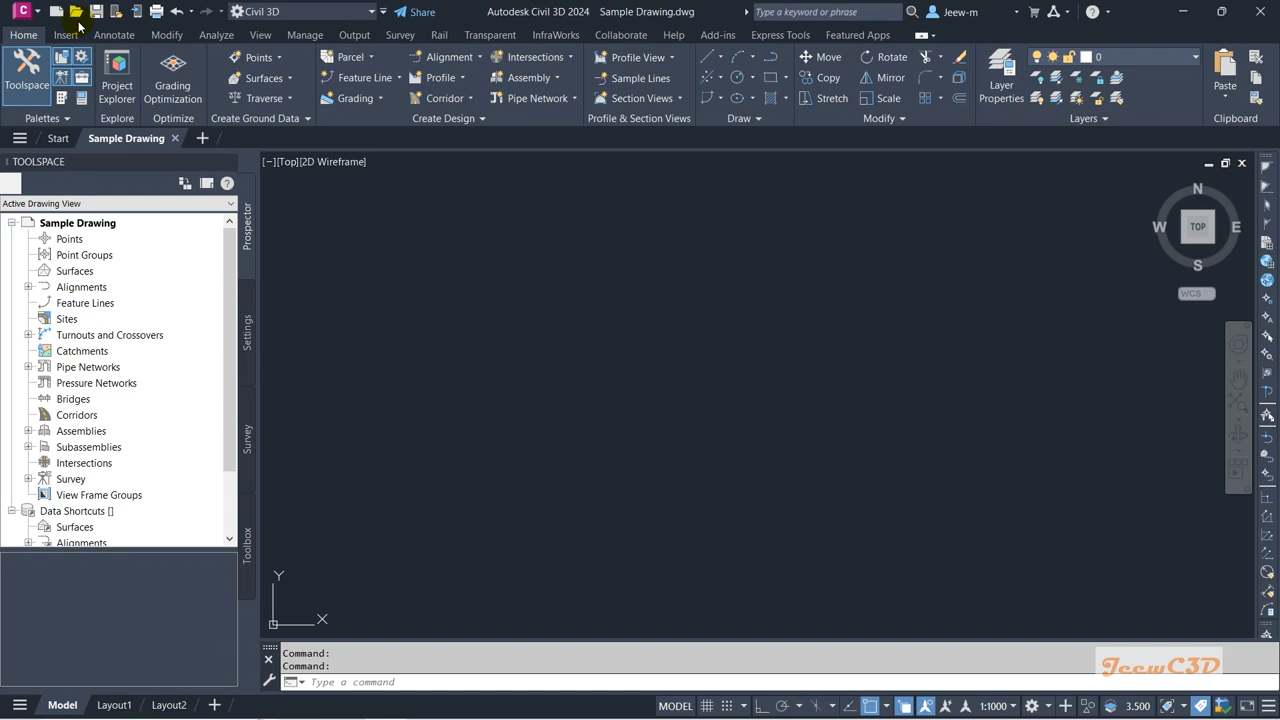 Civil 3D
Share
Autodesk Civil 3D 2024 Sample Drawing.dwg
Type a keyword or phrase
Jeew-m
Home Insert Annotate Modify Analyze View Manage Output Survey Rail Transparent InfraWorks Collaborate Help Add-ins Express Tools Featured Apps
Toolspace
Project Explorer
Grading Optimization
Points
Surfaces
Traverse
Parcel
Feature Line
Grading
Alignment
Profile
Corridor
Intersections
Assembly
Pipe Network
Profile View
Sample Lines
Section Views
Move
Copy
Stretch
Rotate
Mirror
Scale
Layer Properties
0
Paste
Palettes Explore Optimize Create Ground Data Create Design Profile & Section Views Draw Modify Layers Clipboard
Start Sample Drawing
TOOLSPACE
[−][Top][2D Wireframe]
Active Drawing View
Sample Drawing
Points
Point Groups
Surfaces
Alignments
Feature Lines
Sites
Turnouts and Crossovers
Catchments
Pipe Networks
Pressure Networks
Bridges
Corridors
Assemblies
Subassemblies
Intersections
Survey
View Frame Groups
Data Shortcuts []
Surfaces
Alignments
Prospector
Settings
Survey
Toolbox
N
W TOP E
S
WCS
Y
X
Command:
Command:
Type a command
JeewC3D
Model Layout1 Layout2
MODEL 1:1000 3.500